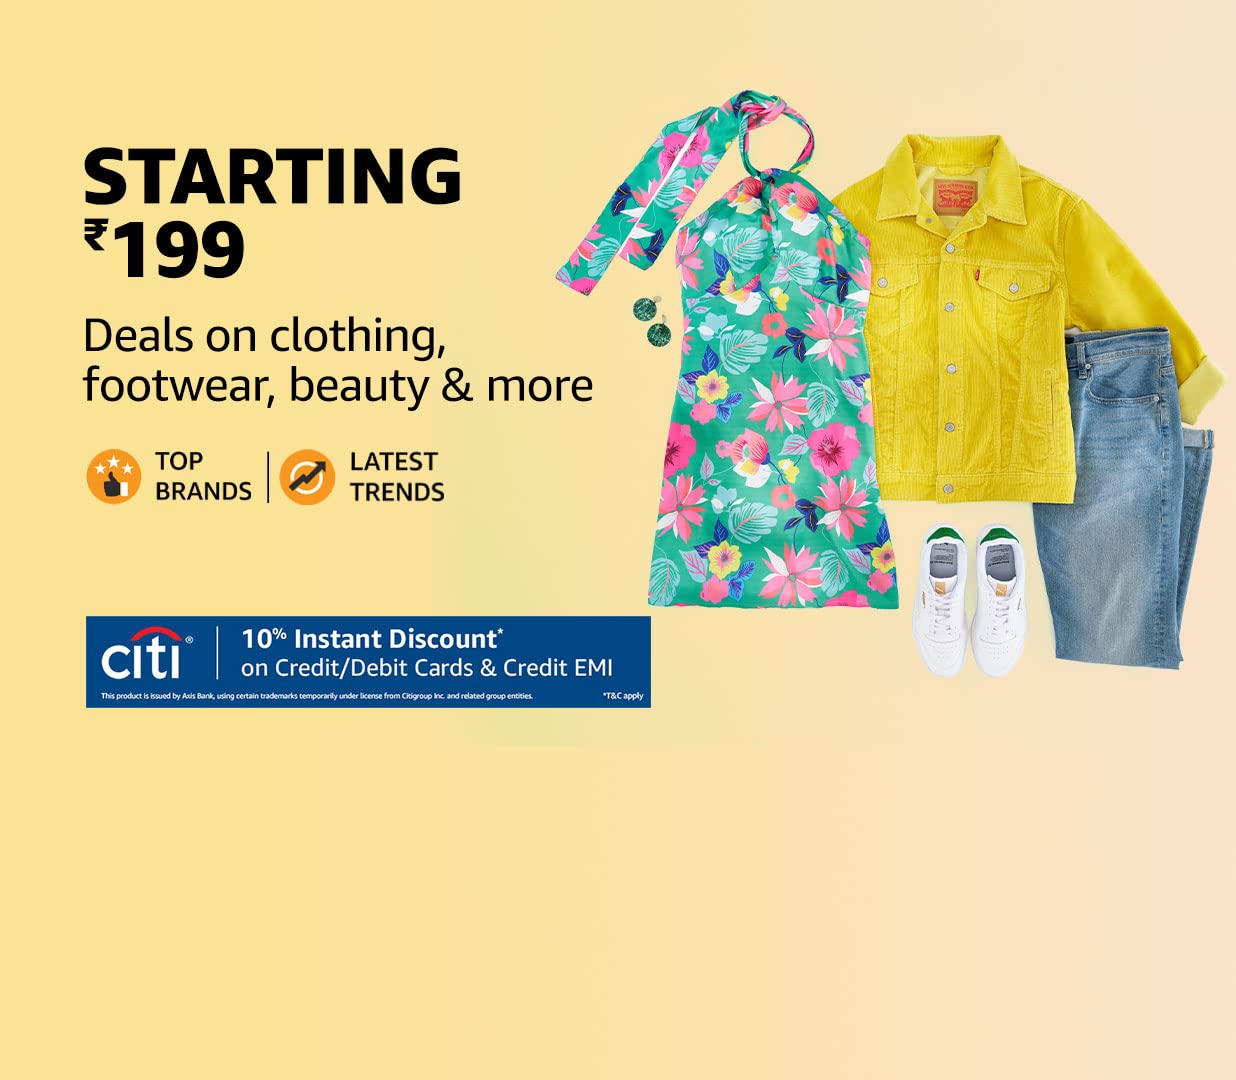 STARTING
₹199
Deals on clothing,
footwear, beauty & more
TOP
BRANDS
LATEST
TRENDS
citi®
10% Instant Discount*
on Credit/Debit Cards & Credit EMI
This product is issued by Axis Bank, using certain trademarks temporarily under license from Citigroup Inc. and related group entities.
*T&C apply